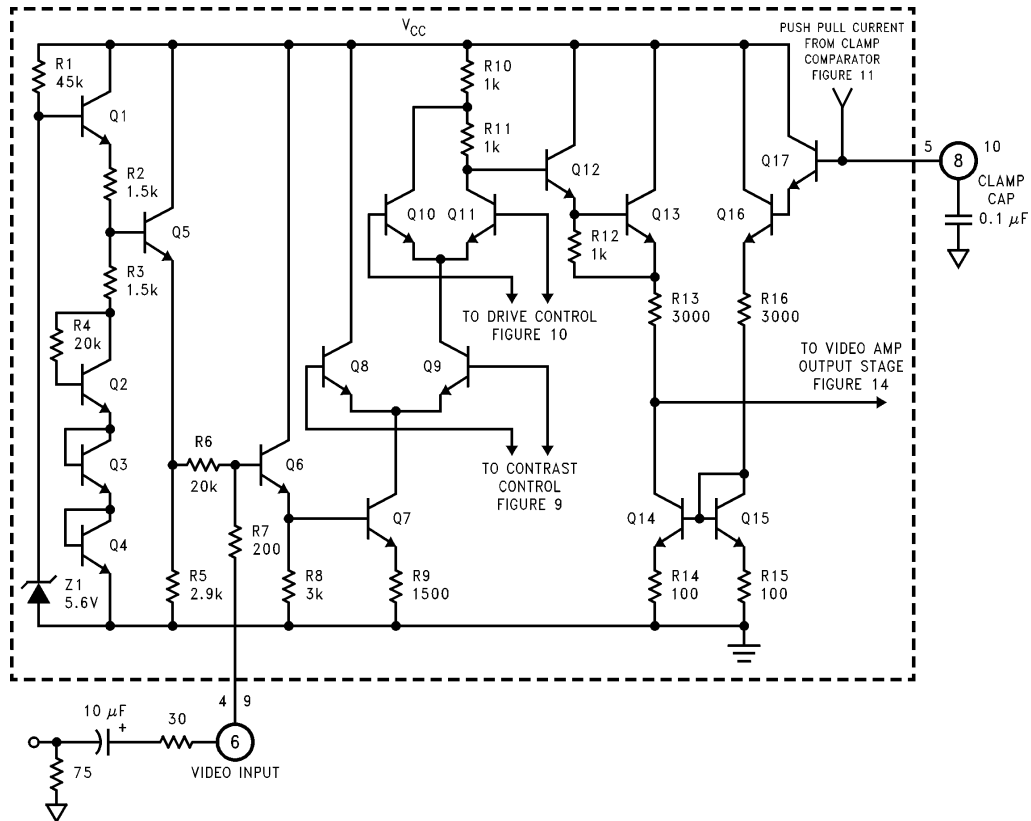 V_CC
PUSH PULL CURRENT
FROM CLAMP
COMPARATOR
FIGURE 11
R1
45k
Q1
R2
1.5k
Q5
R3
1.5k
R4
20k
Q2
Q3
Q4
Z1
5.6V
R5
2.9k
R6
20k
R7
200
Q6
R8
3k
Q7
R9
1500
Q8
Q9
R10
1k
R11
1k
Q10
Q11
TO DRIVE CONTROL
FIGURE 10
TO CONTRAST
CONTROL
FIGURE 9
Q12
R12
1k
Q13
R13
3000
Q16
Q17
R16
3000
TO VIDEO AMP
OUTPUT STAGE
FIGURE 14
Q14
Q15
R14
100
R15
100
5
8
10
CLAMP
CAP
0.1 μF
4
9
6
VIDEO INPUT
10 μF
+
30
75